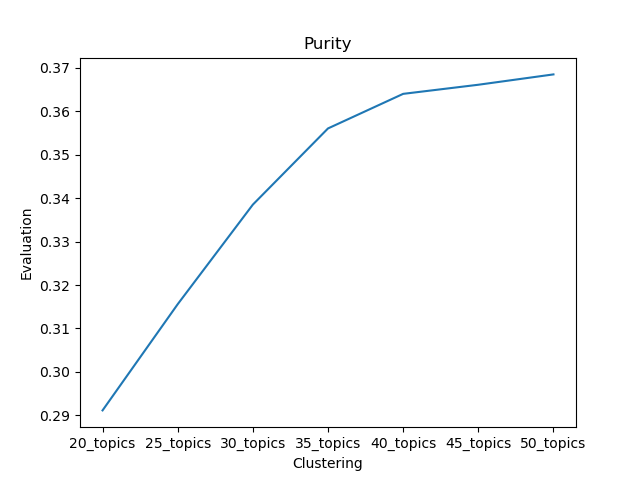 Purity
Evaluation
0.37
0.36
0.35
0.34
0.33
0.32
0.31
0.30
0.29
20_topics 25_topics 30_topics 35_topics 40_topics 45_topics 50_topics
Clustering